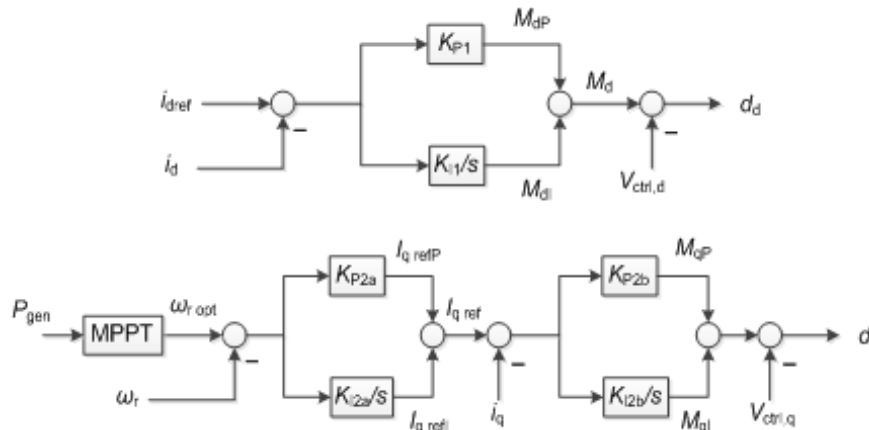 M_dP
K_P1
i_dref
M_d
d_d
i_d
K_I1/s
M_dI
V_ctrl,d
I_q refP
M_qP
K_P2a
K_P2b
P_gen
MPPT
ω_r opt
I_q ref
d
ω_r
K_I2a/s
i_q
K_I2b/s
V_ctrl,q
I_q refI
M_qI